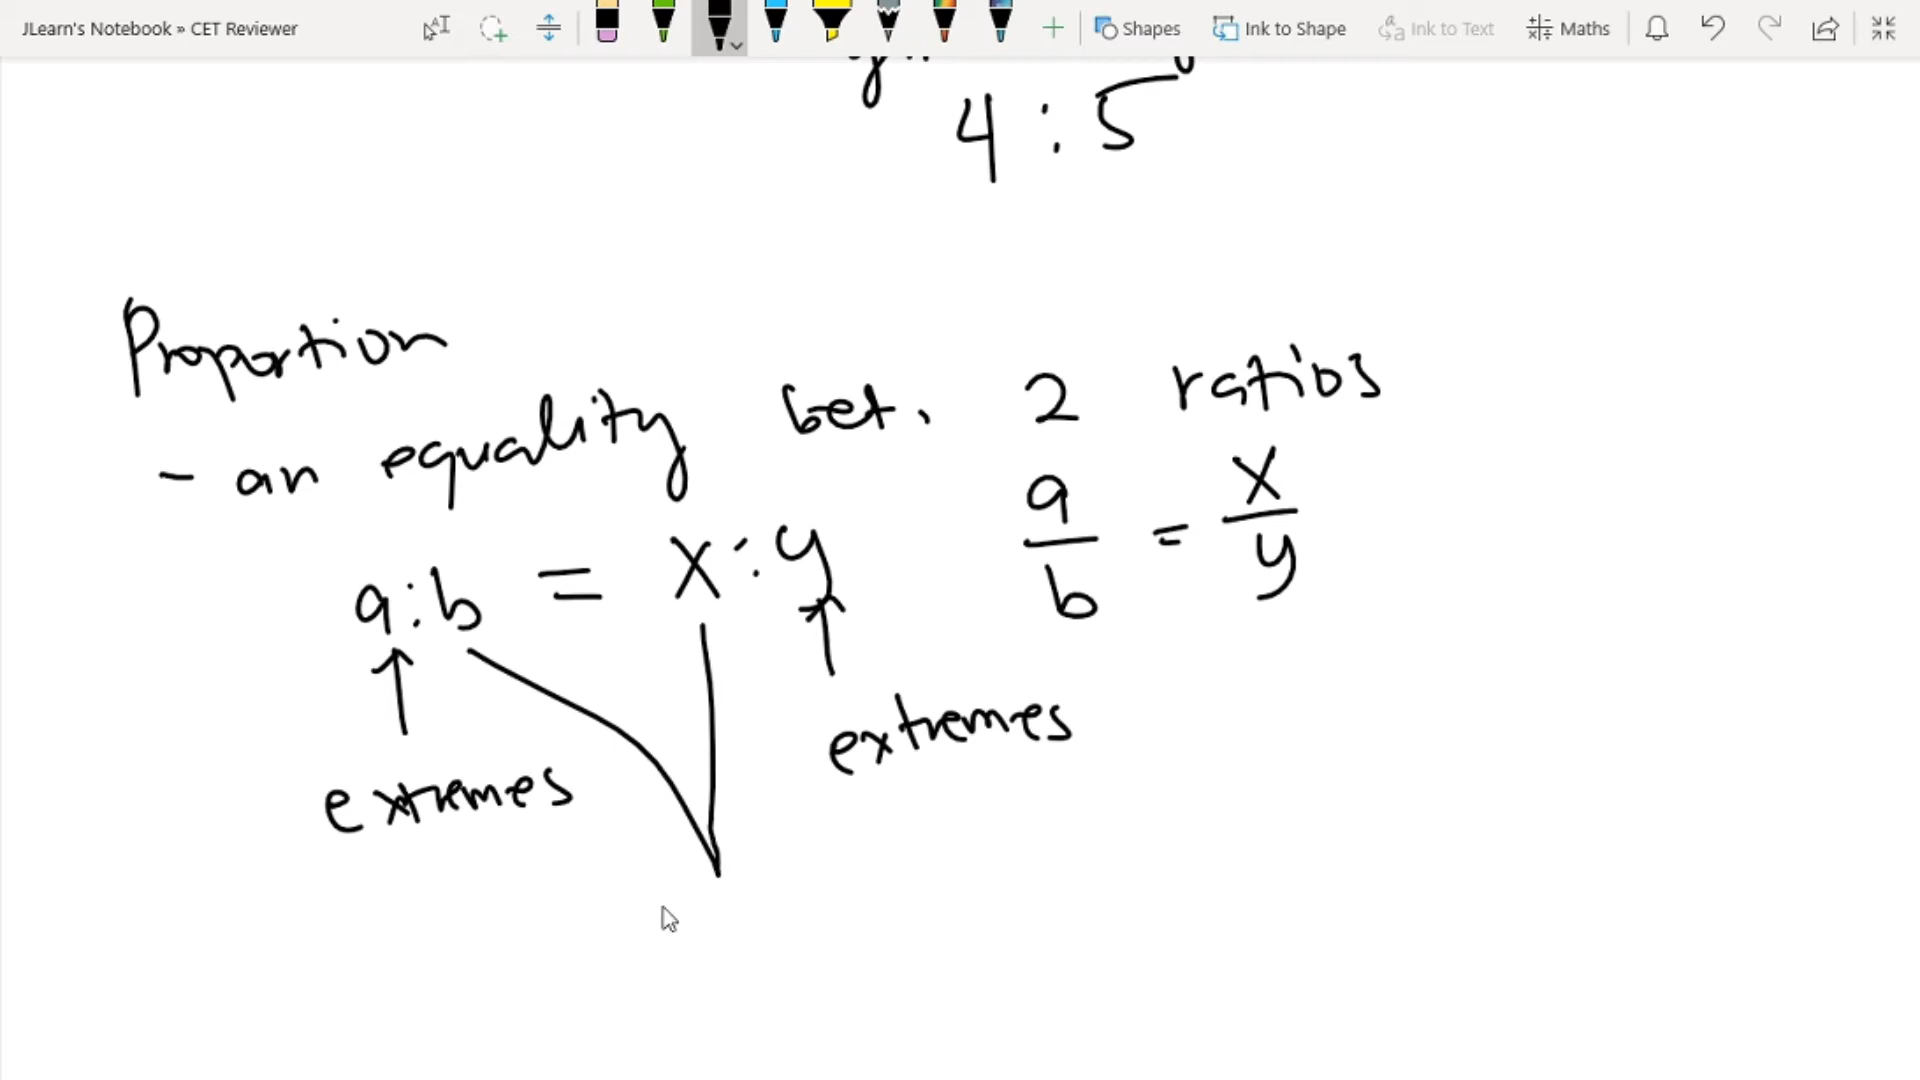 JLearn's Notebook » CET Reviewer
Shapes
Ink to Shape
Ink to Text
Maths
4 : 5
Proportion
- an equality bet. 2 ratios
a:b = x:y
a/b = x/y
extremes
extremes